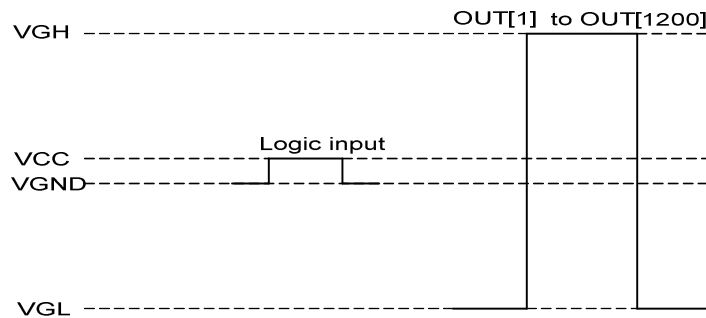 OUT[1] to OUT[1200]
VGH
Logic input
VCC
VGND
VGL